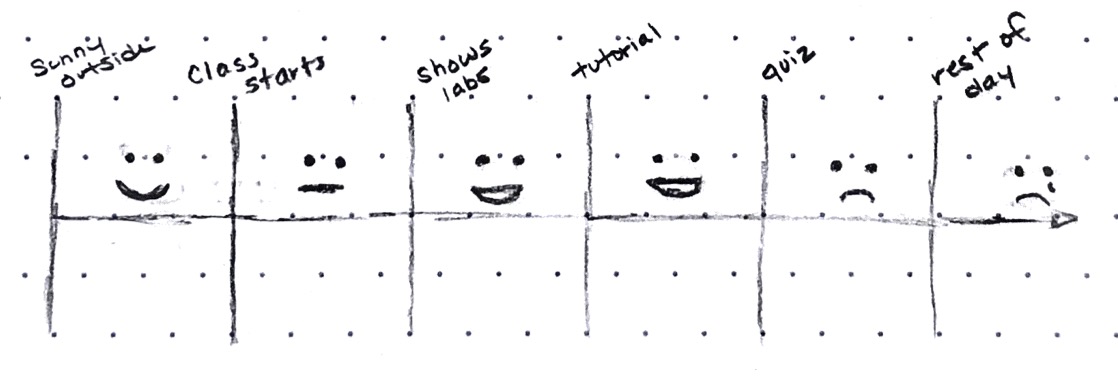 Sunny
outside
Class
starts
shows
labs
tutorial
quiz
rest of
day